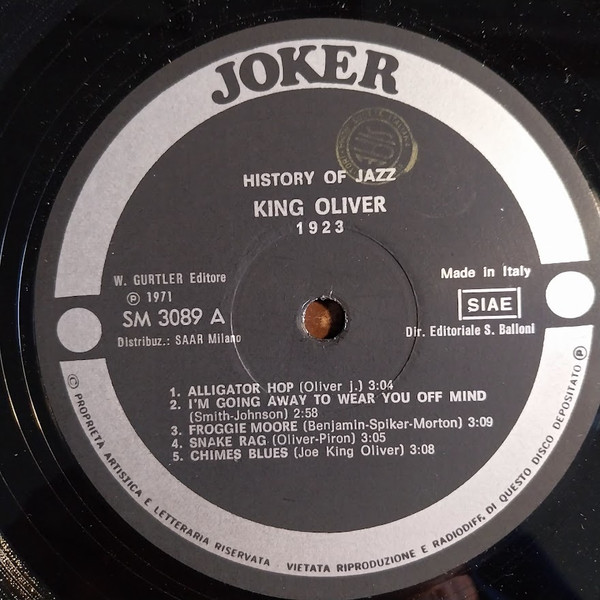 JOKER
HISTORY OF JAZZ
KING OLIVER
1923
W. GURTLER Editore
Ⓟ 1971
SM 3089 A
Distribuz.: SAAR Milano
Made in Italy
SIAE
Dir. Editoriale S. Balloni
1. ALLIGATOR HOP (Oliver j.) 3:04
2. I'M GOING AWAY TO WEAR YOU OFF MIND
(Smith-Johnson) 2:58
3. FROGGIE MOORE (Benjamin-Spiker-Morton) 3:09
4. SNAKE RAG (Oliver-Piron) 3:05
5. CHIMES BLUES (Joe King Oliver) 3:08
© PROPRIETA ARTISTICA E LETTERARIA RISERVATA · VIETATA RIPRODUZIONE E RADIODIFF. DI QUESTO DISCO DEPOSITATO Ⓟ